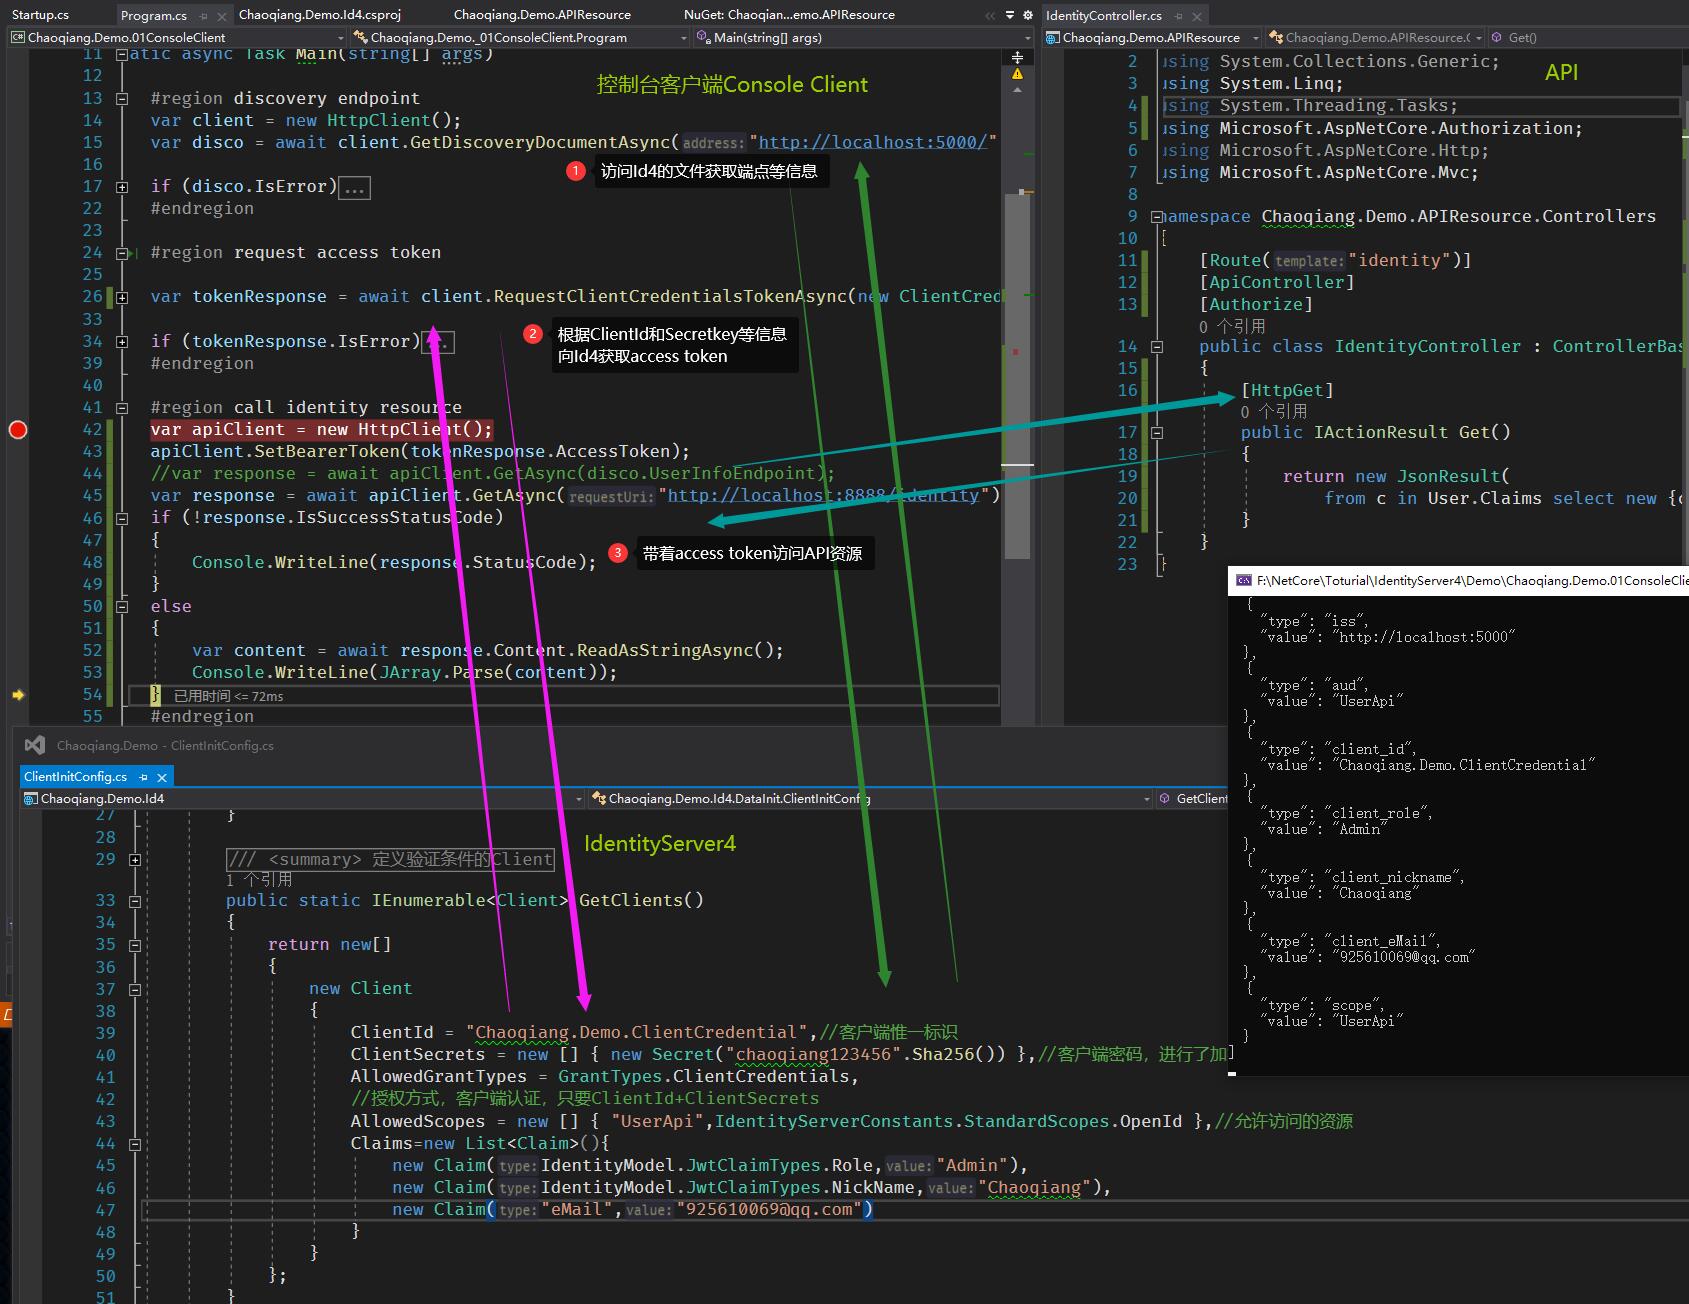 Startup.cs
Program.cs
Chaoqiang.Demo.Id4.csproj
Chaoqiang.Demo.APIResource
NuGet: Chaoqian...emo.APIResource
Chaoqiang.Demo.01ConsoleClient
Chaoqiang.Demo._01ConsoleClient.Program
Main(string[] args)
11 atic async Task Main(string[] args)
12
控制台客户端Console Client
13 #region discovery endpoint
14 var client = new HttpClient();
15 var disco = await client.GetDiscoveryDocumentAsync(address:"http://localhost:5000/"
16
1 访问Id4的文件获取端点等信息
17 if (disco.IsError)...
22 #endregion
23
24 #region request access token
25
26 var tokenResponse = await client.RequestClientCredentialsTokenAsync(new ClientCred
33
2 根据ClientId和Secretkey等信息
向Id4获取access token
34 if (tokenResponse.IsError)
39 #endregion
40
41 #region call identity resource
42 var apiClient = new HttpClient();
43 apiClient.SetBearerToken(tokenResponse.AccessToken);
44 //var response = await apiClient.GetAsync(disco.UserInfoEndpoint);
45 var response = await apiClient.GetAsync(requestUri:"http://localhost:8888/identity")
46 if (!response.IsSuccessStatusCode)
47 {
3 带着access token访问API资源
48 Console.WriteLine(response.StatusCode);
49 }
50 else
51 {
52 var content = await response.Content.ReadAsStringAsync();
53 Console.WriteLine(JArray.Parse(content));
54 } 已用时间 <= 72ms
55 #endregion
IdentityController.cs
Chaoqiang.Demo.APIResource
Chaoqiang.Demo.APIResource.C
Get()
API
2 using System.Collections.Generic;
3 using System.Linq;
4 using System.Threading.Tasks;
5 using Microsoft.AspNetCore.Authorization;
6 using Microsoft.AspNetCore.Http;
7 using Microsoft.AspNetCore.Mvc;
8
9 namespace Chaoqiang.Demo.APIResource.Controllers
10 {
11 [Route(template:"identity")]
12 [ApiController]
13 [Authorize]
0 个引用
14 public class IdentityController : ControllerBas
15 {
16 [HttpGet]
0 个引用
17 public IActionResult Get()
18 {
19 return new JsonResult(
20 from c in User.Claims select new {c
21 }
22 }
23 }
F:\NetCore\Toturial\IdentityServer4\Demo\Chaoqiang.Demo.01ConsoleClie
{
"type": "iss",
"value": "http://localhost:5000"
},
{
"type": "aud",
"value": "UserApi"
},
{
"type": "client_id",
"value": "Chaoqiang.Demo.ClientCredential"
},
{
"type": "client_role",
"value": "Admin"
},
{
"type": "client_nickname",
"value": "Chaoqiang"
},
{
"type": "client_eMail",
"value": "925610069@qq.com"
},
{
"type": "scope",
"value": "UserApi"
}
]
Chaoqiang.Demo - ClientInitConfig.cs
ClientInitConfig.cs
Chaoqiang.Demo.Id4
Chaoqiang.Demo.Id4.DataInit.ClientInitConfig
GetClient
27 }
28
IdentityServer4
29 /// <summary> 定义验证条件的Client
1 个引用
33 public static IEnumerable<Client> GetClients()
34 {
35 return new[]
36 {
37 new Client
38 {
39 ClientId = "Chaoqiang.Demo.ClientCredential",//客户端惟一标识
40 ClientSecrets = new [] { new Secret("chaoqiang123456".Sha256()) },//客户端密码，进行了加
41 AllowedGrantTypes = GrantTypes.ClientCredentials,
42 //授权方式，客户端认证，只要ClientId+ClientSecrets
43 AllowedScopes = new [] { "UserApi",IdentityServerConstants.StandardScopes.OpenId },//允许访问的资源
44 Claims=new List<Claim>(){
45 new Claim(type:IdentityModel.JwtClaimTypes.Role,value:"Admin"),
46 new Claim(type:IdentityModel.JwtClaimTypes.NickName,value:"Chaoqiang"),
47 new Claim(type:"eMail",value:"925610069@qq.com")
48 }
49 }
50 };
51 }